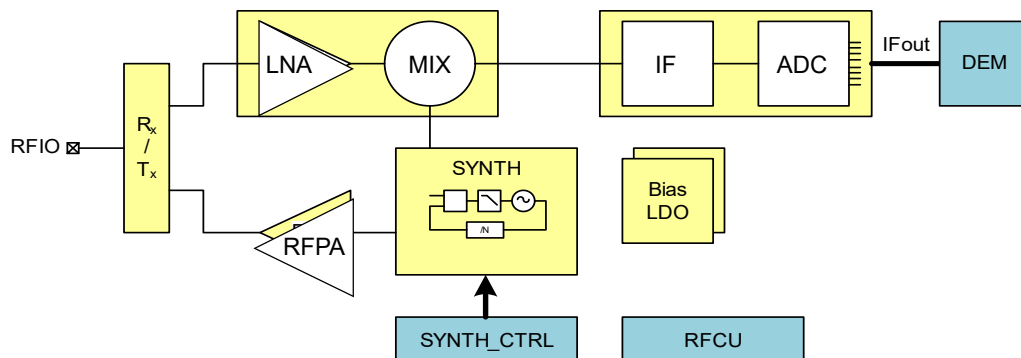 LNA
MIX
IF
ADC
IFout
DEM
RFIO
Rx
/
Tx
SYNTH
/N
Bias
LDO
RFPA
SYNTH_CTRL
RFCU